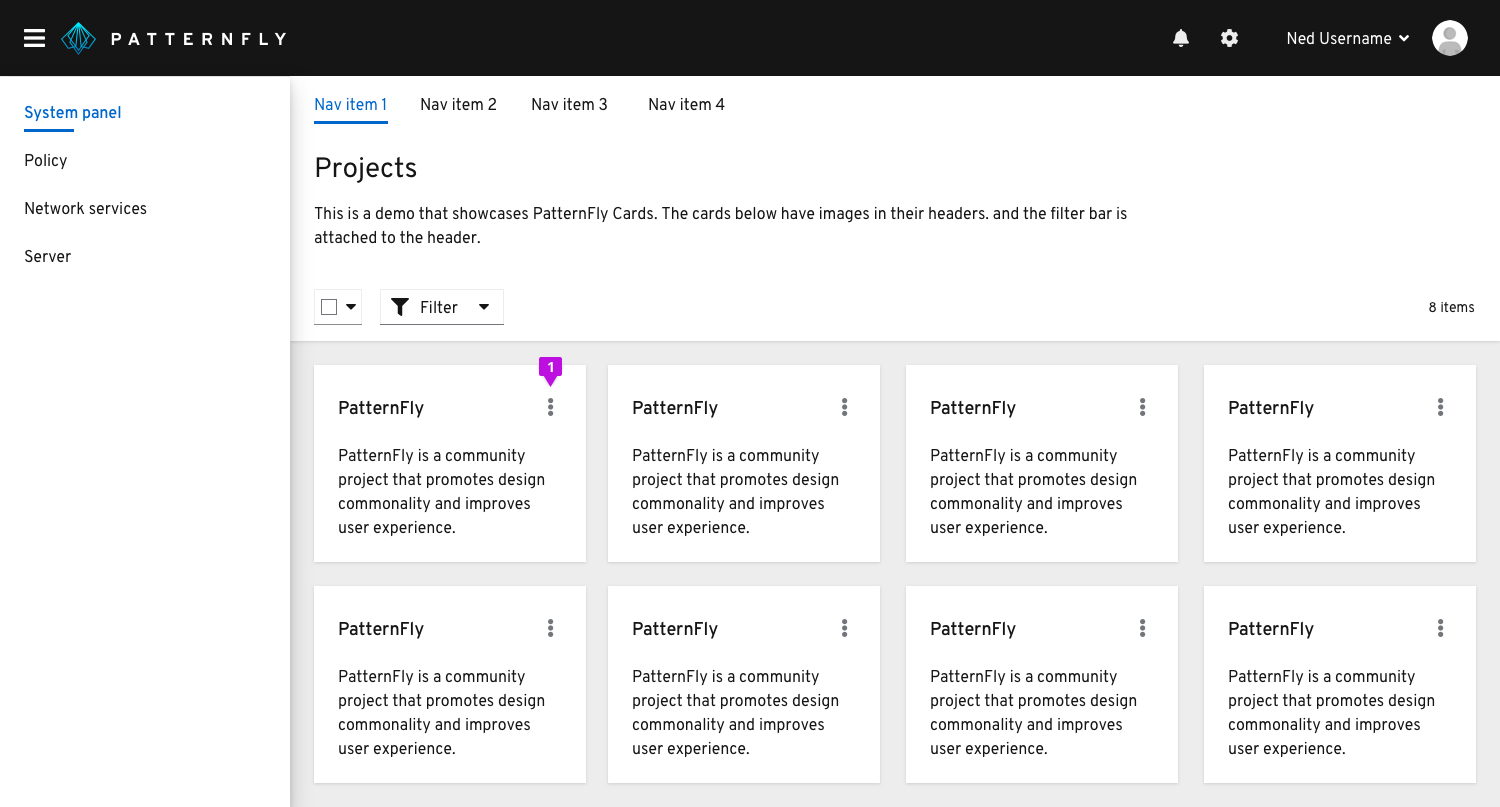 PATTERNFLY
Ned Username
System panel
Policy
Network services
Server
Nav item 1
Nav item 2
Nav item 3
Nav item 4
Projects
This is a demo that showcases PatternFly Cards. The cards below have images in their headers. and the filter bar is
attached to the header.
Filter
8 items
1
PatternFly
PatternFly is a community
project that promotes design
commonality and improves
user experience.
PatternFly
PatternFly is a community
project that promotes design
commonality and improves
user experience.
PatternFly
PatternFly is a community
project that promotes design
commonality and improves
user experience.
PatternFly
PatternFly is a community
project that promotes design
commonality and improves
user experience.
PatternFly
PatternFly is a community
project that promotes design
commonality and improves
user experience.
PatternFly
PatternFly is a community
project that promotes design
commonality and improves
user experience.
PatternFly
PatternFly is a community
project that promotes design
commonality and improves
user experience.
PatternFly
PatternFly is a community
project that promotes design
commonality and improves
user experience.